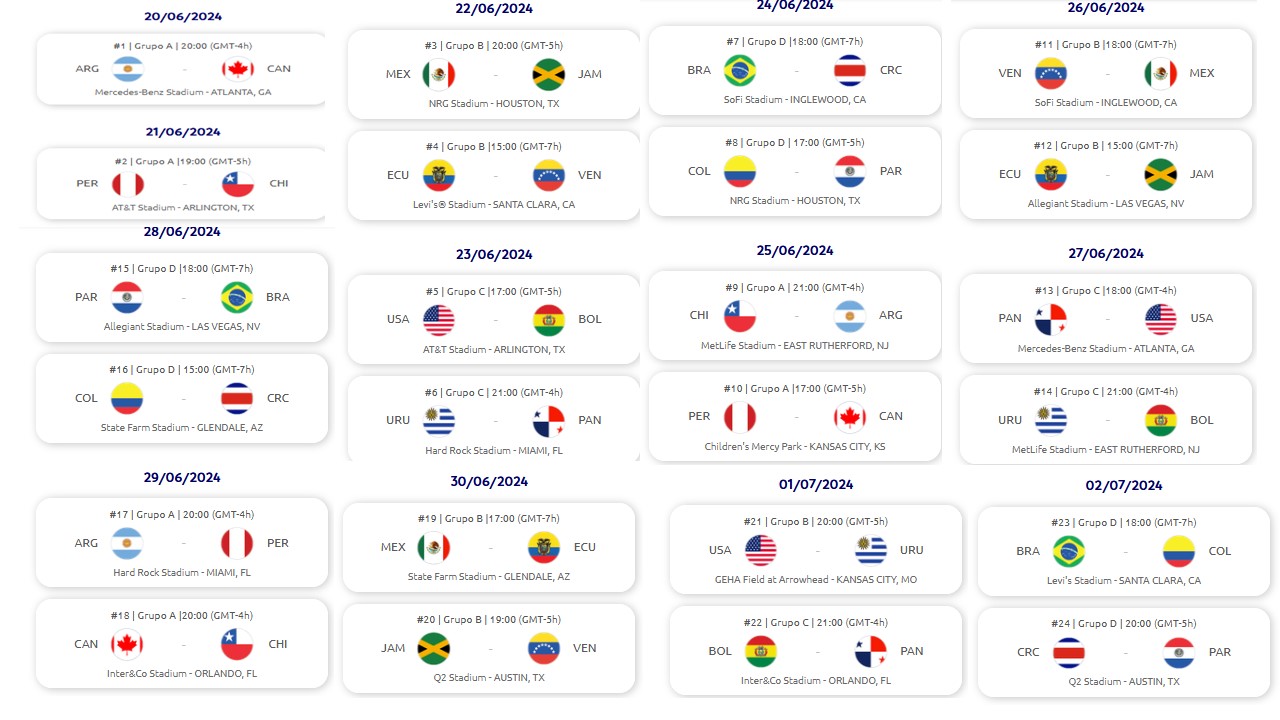 20/06/2024
#1 | Grupo A | 20:00 (GMT-4h)
ARG - CAN
Mercedes-Benz Stadium - ATLANTA, GA
21/06/2024
#2 | Grupo A |19:00 (GMT-5h)
PER - CHI
AT&T Stadium - ARLINGTON, TX
22/06/2024
#3 | Grupo B | 20:00 (GMT-5h)
MEX - JAM
NRG Stadium - HOUSTON, TX
#4 | Grupo B |15:00 (GMT-7h)
ECU - VEN
Levi's® Stadium - SANTA CLARA, CA
24/06/2024
#7 | Grupo D |18:00 (GMT-7h)
BRA - CRC
SoFi Stadium - INGLEWOOD, CA
#8 | Grupo D | 17:00 (GMT-5h)
COL - PAR
NRG Stadium - HOUSTON, TX
26/06/2024
#11 | Grupo B |18:00 (GMT-7h)
VEN - MEX
SoFi Stadium - INGLEWOOD, CA
#12 | Grupo B | 15:00 (GMT-7h)
ECU - JAM
Allegiant Stadium - LAS VEGAS, NV
28/06/2024
#15 | Grupo D |18:00 (GMT-7h)
PAR - BRA
Allegiant Stadium - LAS VEGAS, NV
#16 | Grupo D | 15:00 (GMT-7h)
COL - CRC
State Farm Stadium - GLENDALE, AZ
23/06/2024
#5 | Grupo C |17:00 (GMT-5h)
USA - BOL
AT&T Stadium - ARLINGTON, TX
#6 | Grupo C | 21:00 (GMT-4h)
URU - PAN
Hard Rock Stadium - MIAMI, FL
25/06/2024
#9 | Grupo A | 21:00 (GMT-4h)
CHI - ARG
MetLife Stadium - EAST RUTHERFORD, NJ
#10 | Grupo A |17:00 (GMT-5h)
PER - CAN
Children's Mercy Park - KANSAS CITY, KS
27/06/2024
#13 | Grupo C |18:00 (GMT-4h)
PAN - USA
Mercedes-Benz Stadium - ATLANTA, GA
#14 | Grupo C | 21:00 (GMT-4h)
URU - BOL
MetLife Stadium - EAST RUTHERFORD, NJ
29/06/2024
#17 | Grupo A | 20:00 (GMT-4h)
ARG - PER
Hard Rock Stadium - MIAMI, FL
#18 | Grupo A |20:00 (GMT-4h)
CAN - CHI
Inter&Co Stadium - ORLANDO, FL
30/06/2024
#19 | Grupo B |17:00 (GMT-7h)
MEX - ECU
State Farm Stadium - GLENDALE, AZ
#20 | Grupo B | 19:00 (GMT-5h)
JAM - VEN
Q2 Stadium - AUSTIN, TX
01/07/2024
#21 | Grupo B | 20:00 (GMT-5h)
USA - URU
GEHA Field at Arrowhead - KANSAS CITY, MO
#22 | Grupo C | 21:00 (GMT-4h)
BOL - PAN
Inter&Co Stadium - ORLANDO, FL
02/07/2024
#23 | Grupo D | 18:00 (GMT-7h)
BRA - COL
Levi's Stadium - SANTA CLARA, CA
#24 | Grupo D | 20:00 (GMT-5h)
CRC - PAR
Q2 Stadium - AUSTIN, TX